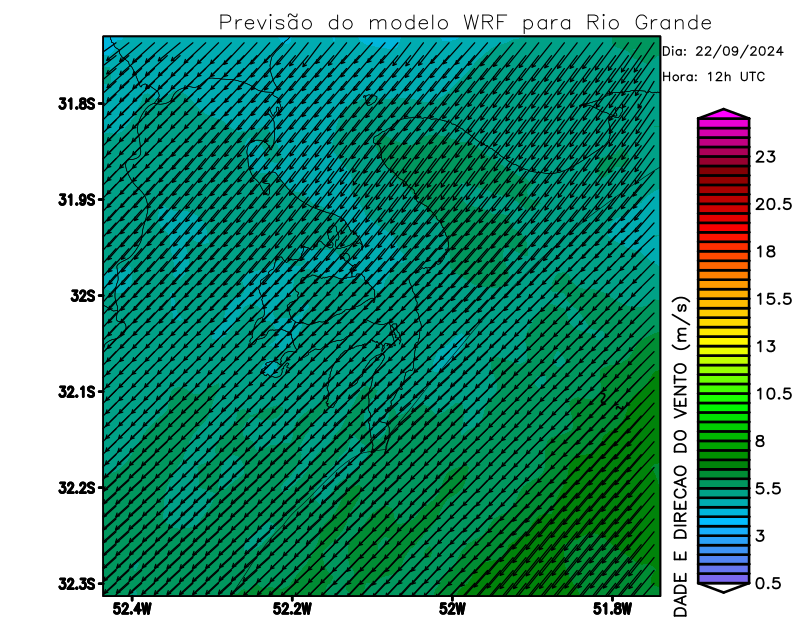 Previsão do modelo WRF para Rio Grande
Dia: 22/09/2024
Hora: 12h UTC
31.8S
31.9S
32S
32.1S
32.2S
32.3S
52.4W
52.2W
52W
51.8W
DADE E DIRECAO DO VENTO (m/s)
23
20.5
18
15.5
13
10.5
8
5.5
3
0.5